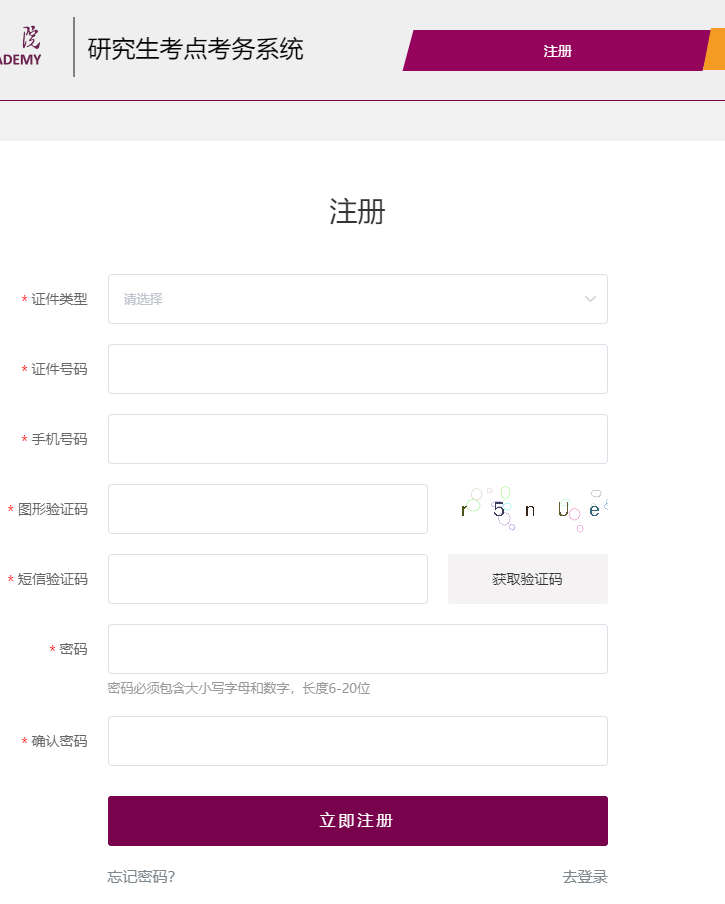 院
ADEMY
研究生考点考务系统
注册
注册
* 证件类型
请选择
* 证件号码
* 手机号码
* 图形验证码
r5nUe
* 短信验证码
获取验证码
* 密码
密码必须包含大小写字母和数字，长度6-20位
* 确认密码
立即注册
忘记密码?
去登录